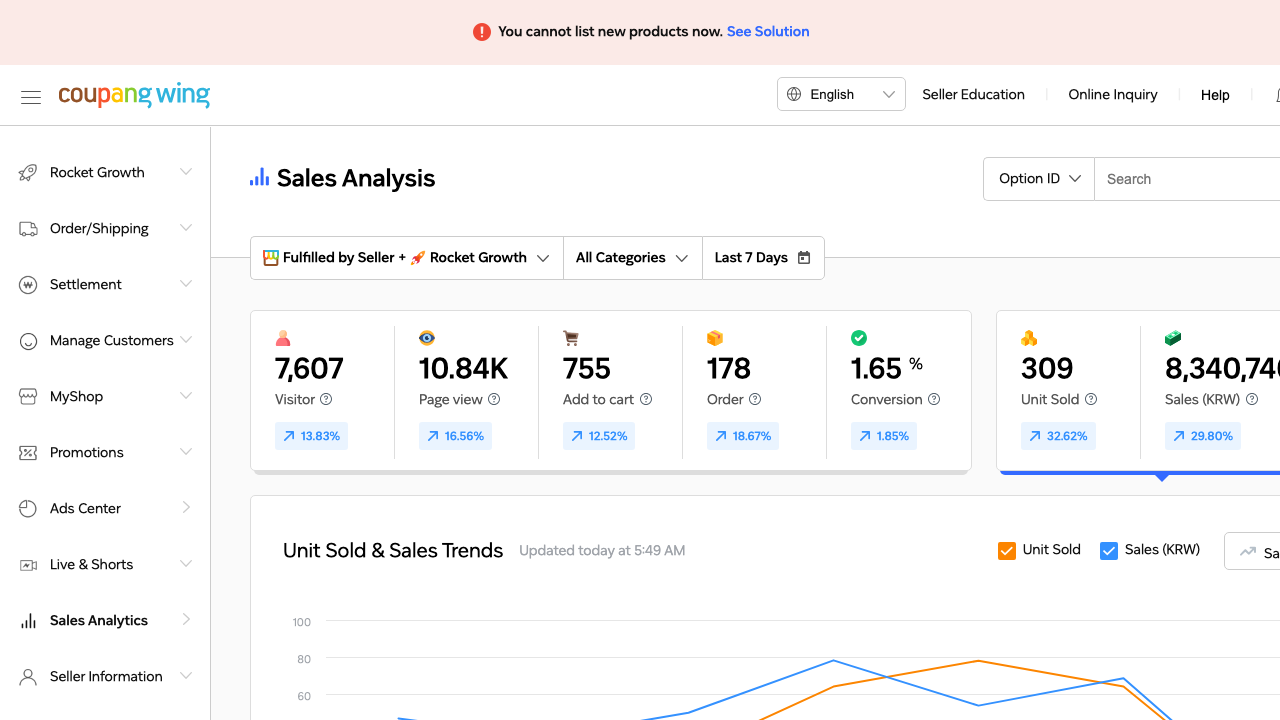 You cannot list new products now. See Solution
coupang wing
English
Seller Education
Online Inquiry
Help
Rocket Growth
Order/Shipping
Settlement
Manage Customers
MyShop
Promotions
Ads Center
Live & Shorts
Sales Analytics
Seller Information
Sales Analysis
Option ID
Search
Fulfilled by Seller + Rocket Growth
All Categories
Last 7 Days
7,607
Visitor
13.83%
10.84K
Page view
16.56%
755
Add to cart
12.52%
178
Order
18.67%
1.65 %
Conversion
1.85%
309
Unit Sold
32.62%
8,340,740
Sales (KRW)
29.80%
Unit Sold & Sales Trends
Updated today at 5:49 AM
Unit Sold
Sales (KRW)
Sa
100
80
60